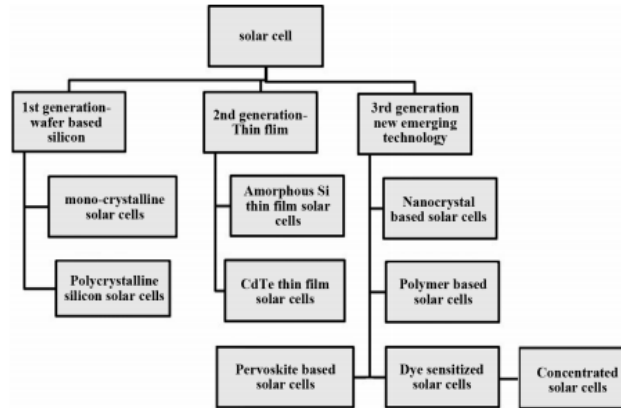 solar cell
1st generation-
wafer based
silicon
2nd generation-
Thin flim
3rd generation
new emerging
technology
mono-crystalline
solar cells
Amorphous Si
thin film solar
cells
Nanocrystal
based solar cells
Polycrystalline
silicon solar cells
CdTe thin film
solar cells
Polymer based
solar cells
Pervoskite based
solar cells
Dye sensitized
solar cells
Concentrated
solar cells